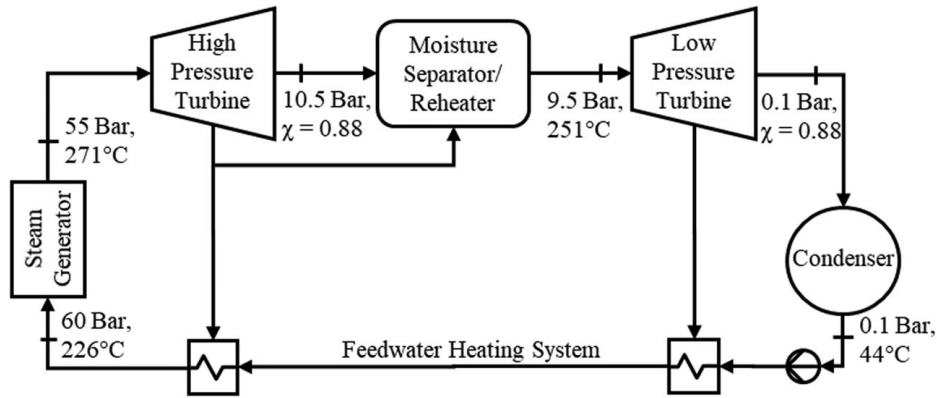 High
Pressure
Turbine
Moisture
Separator/
Reheater
Low
Pressure
Turbine
55 Bar,
271°C
10.5 Bar,
χ = 0.88
9.5 Bar,
251°C
0.1 Bar,
χ = 0.88
Steam
Generator
Condenser
60 Bar,
226°C
Feedwater Heating System
0.1 Bar,
44°C